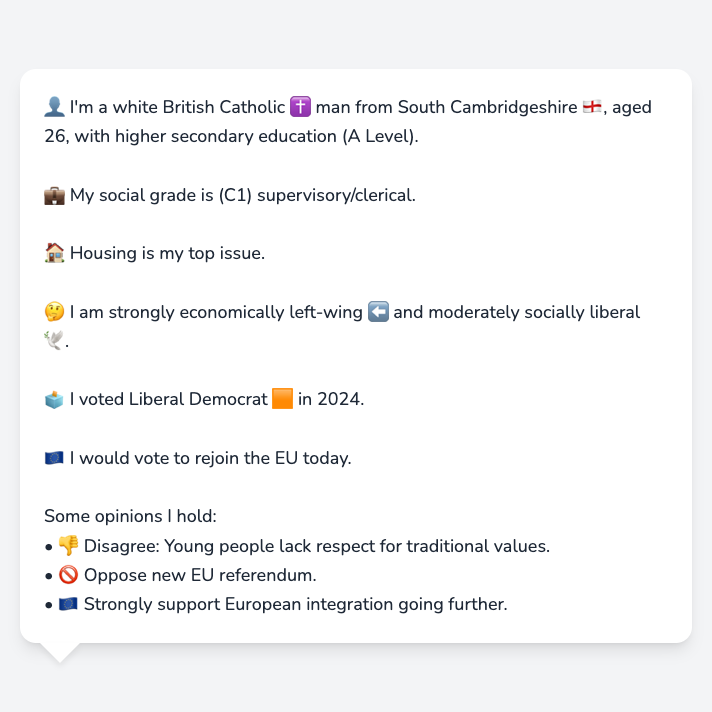 👤 I'm a white British Catholic ✝️ man from South Cambridgeshire 🏴󠁧󠁢󠁥󠁮󠁧󠁿, aged
26, with higher secondary education (A Level).
💼 My social grade is (C1) supervisory/clerical.
🏠 Housing is my top issue.
🤔 I am strongly economically left-wing ⬅️ and moderately socially liberal
🕊️.
🗳️ I voted Liberal Democrat 🟧 in 2024.
🇪🇺 I would vote to rejoin the EU today.
Some opinions I hold:
• 👎 Disagree: Young people lack respect for traditional values.
• 🚫 Oppose new EU referendum.
• 🇪🇺 Strongly support European integration going further.